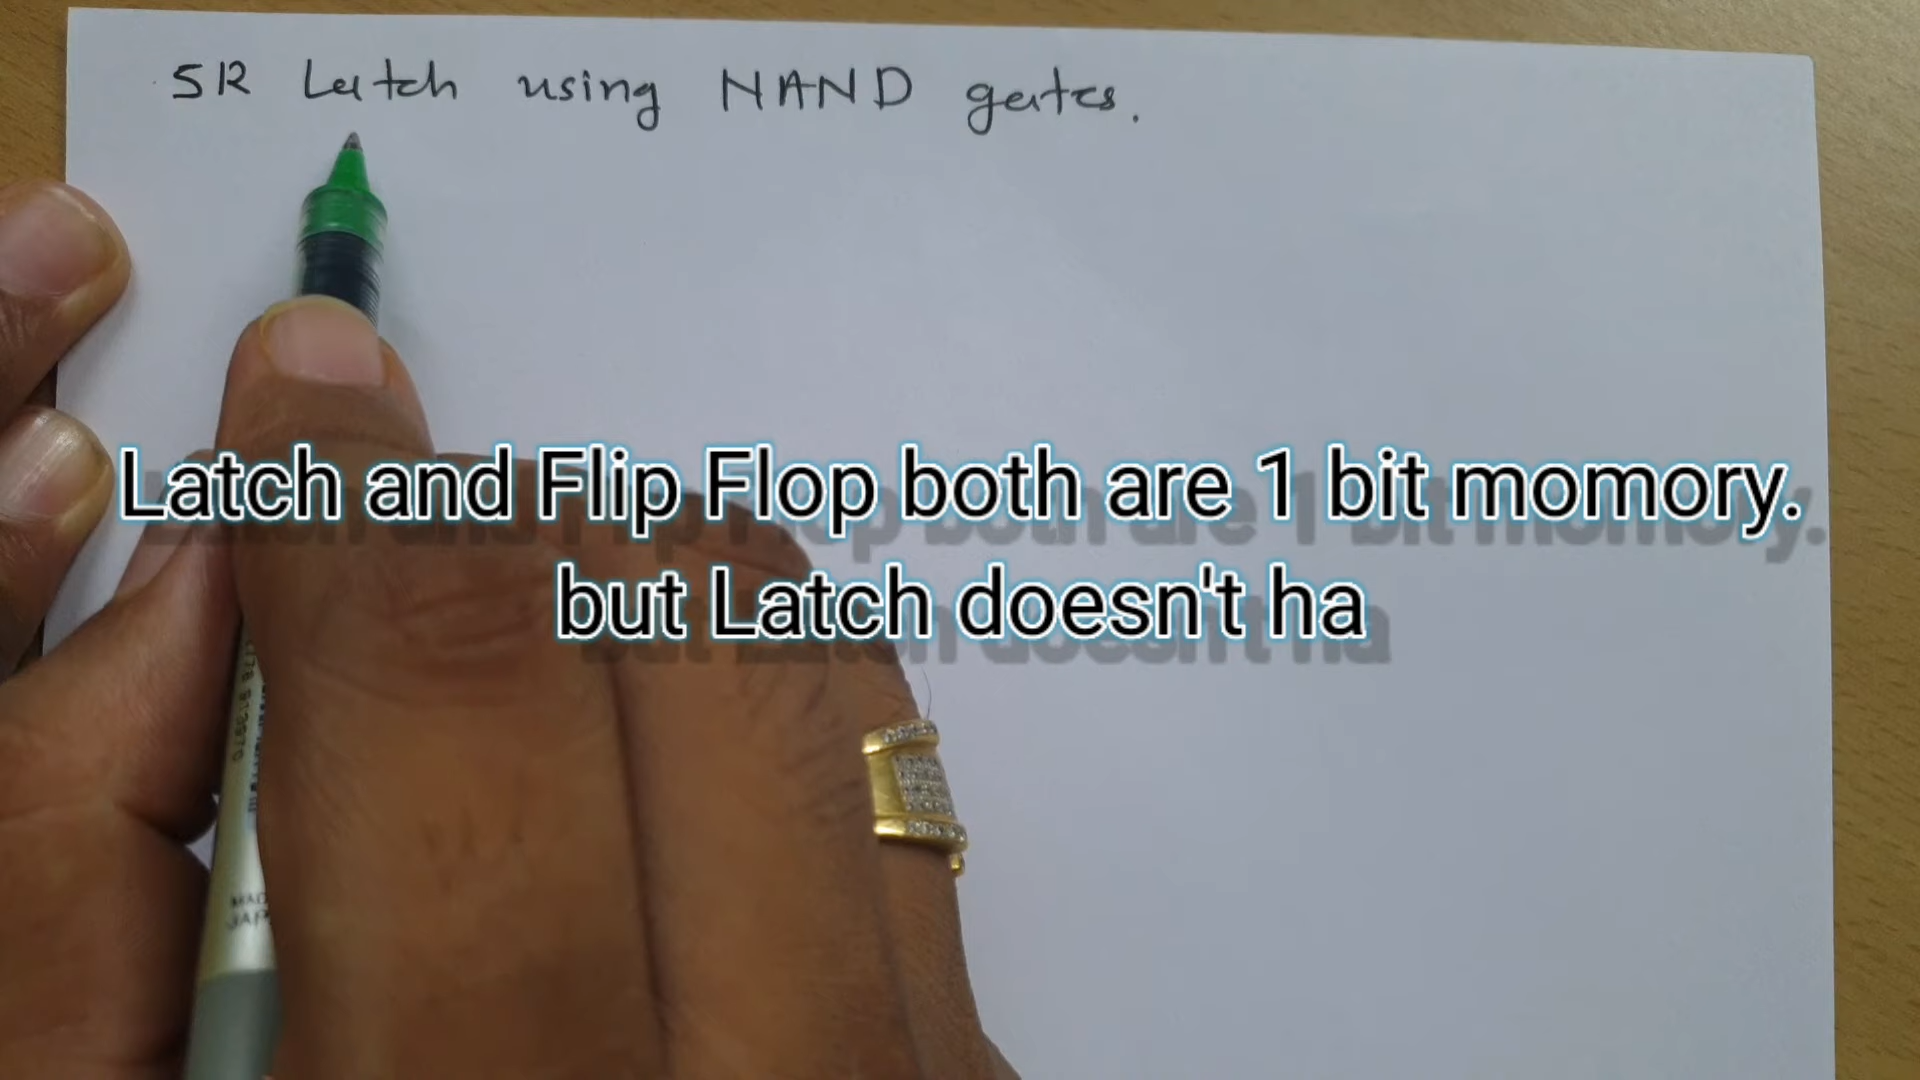 SR Latch using NAND gates.
Latch and Flip Flop both are 1 bit momory.
but Latch doesn't ha